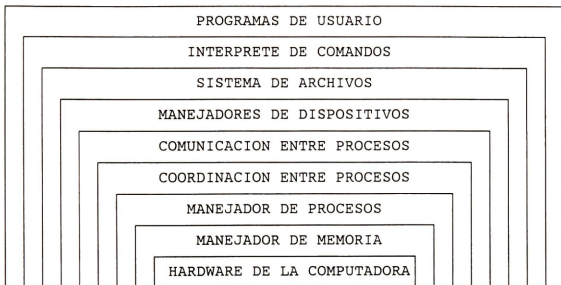 PROGRAMAS DE USUARIO
INTERPRETE DE COMANDOS
SISTEMA DE ARCHIVOS
MANEJADORES DE DISPOSITIVOS
COMUNICACION ENTRE PROCESOS
COORDINACION ENTRE PROCESOS
MANEJADOR DE PROCESOS
MANEJADOR DE MEMORIA
HARDWARE DE LA COMPUTADORA